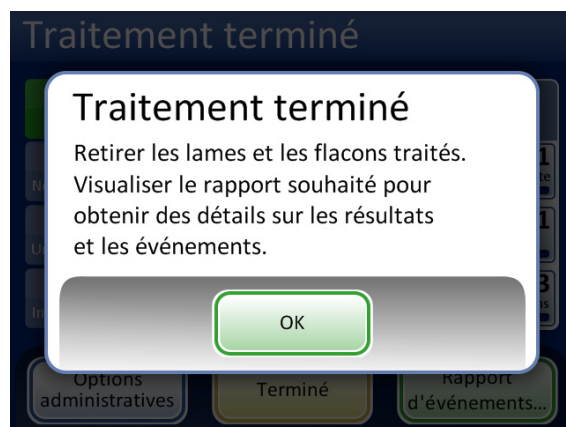 Traitement terminé
Traitement terminé
Retirer les lames et les flacons traités.
Visualiser le rapport souhaité pour
obtenir des détails sur les résultats
et les événements.
OK
Options
administratives
Terminé
Rapport
d'événements...